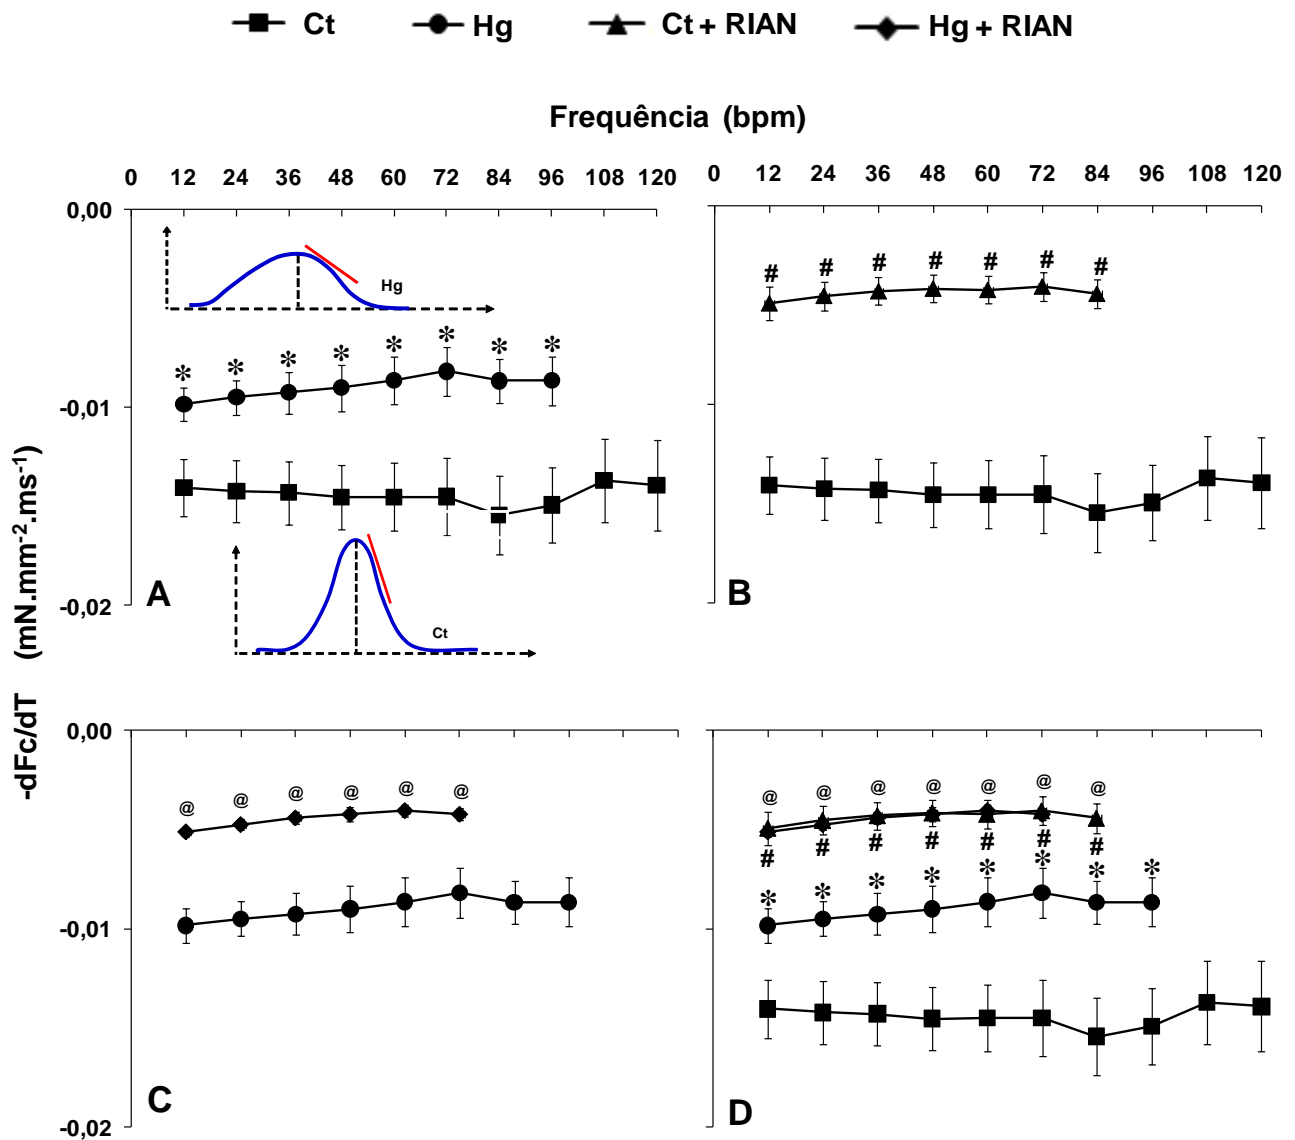 Ct Hg Ct + RIAN Hg + RIAN
Frequência (bpm)
0 12 24 36 48 60 72 84 96 108 120
0 12 24 36 48 60 72 84 96 108 120
-dFc/dT (mN.mm⁻².ms⁻¹)
0,00
-0,01
-0,02
Hg
* * * * * * * *
Ct
A
# # # # # # #
B
0,00
-0,01
-0,02
@ @ @ @ @ @
C
@ @ @ @ @ @ @
# # # # # # #
* * * * * * * *
D